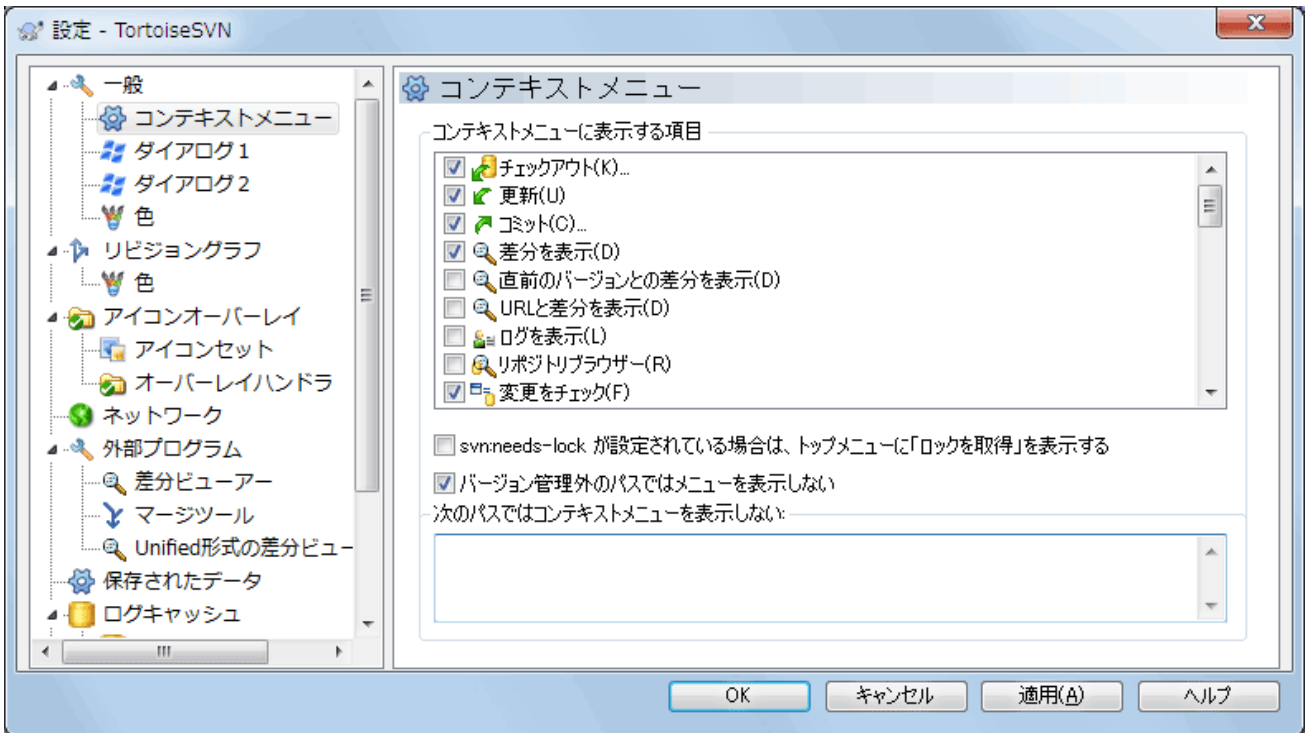 設定 - TortoiseSVN
一般
コンテキストメニュー
ダイアログ1
ダイアログ2
色
リビジョングラフ
色
アイコンオーバーレイ
アイコンセット
オーバーレイハンドラ
ネットワーク
外部プログラム
差分ビューアー
マージツール
Unified形式の差分ビュー
保存されたデータ
ログキャッシュ
コンテキストメニュー
コンテキストメニューに表示する項目
チェックアウト(K)...
更新(U)
コミット(C)...
差分を表示(D)
直前のバージョンとの差分を表示(D)
URLと差分を表示(D)
ログを表示(L)
リポジトリブラウザー(R)
変更をチェック(F)
svn:needs-lock が設定されている場合は、トップメニューに「ロックを取得」を表示する
バージョン管理外のパスではメニューを表示しない
次のパスではコンテキストメニューを表示しない:
OK
キャンセル
適用(A)
ヘルプ